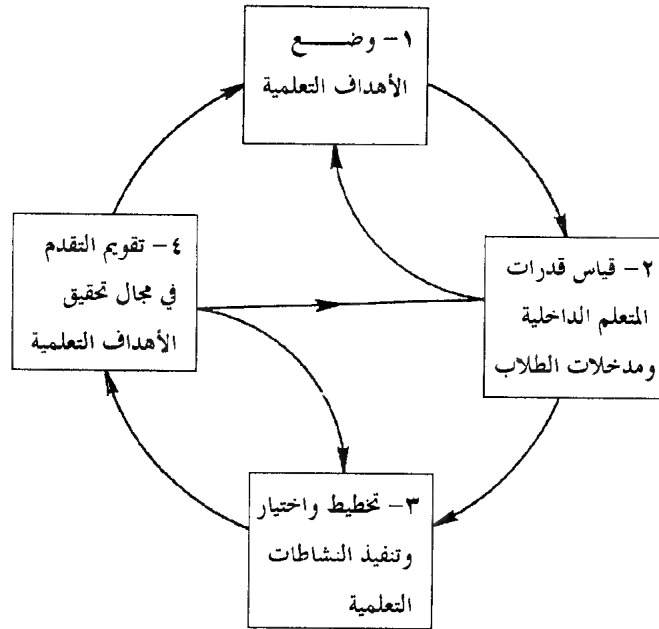 ١- وضـــــع
الأهداف التعلمية
٢- قياس قدرات
المتعلم الداخلية
ومدخلات الطلاب
٣- تخطيط واختيار
وتنفيذ النشاطات
التعلمية
٤- تقويم التقدم
في مجال تحقيق
الأهداف التعلمية